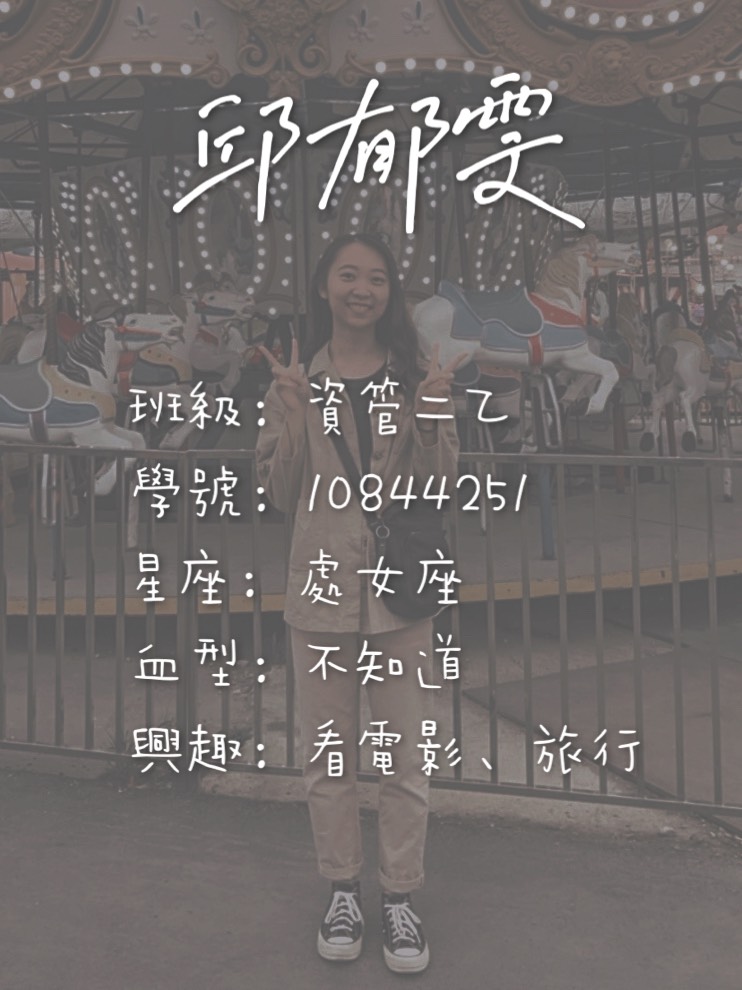 邱郁雯
班級: 資管二乙
學號: 10844251
星座: 處女座
血型: 不知道
興趣: 看電影、旅行